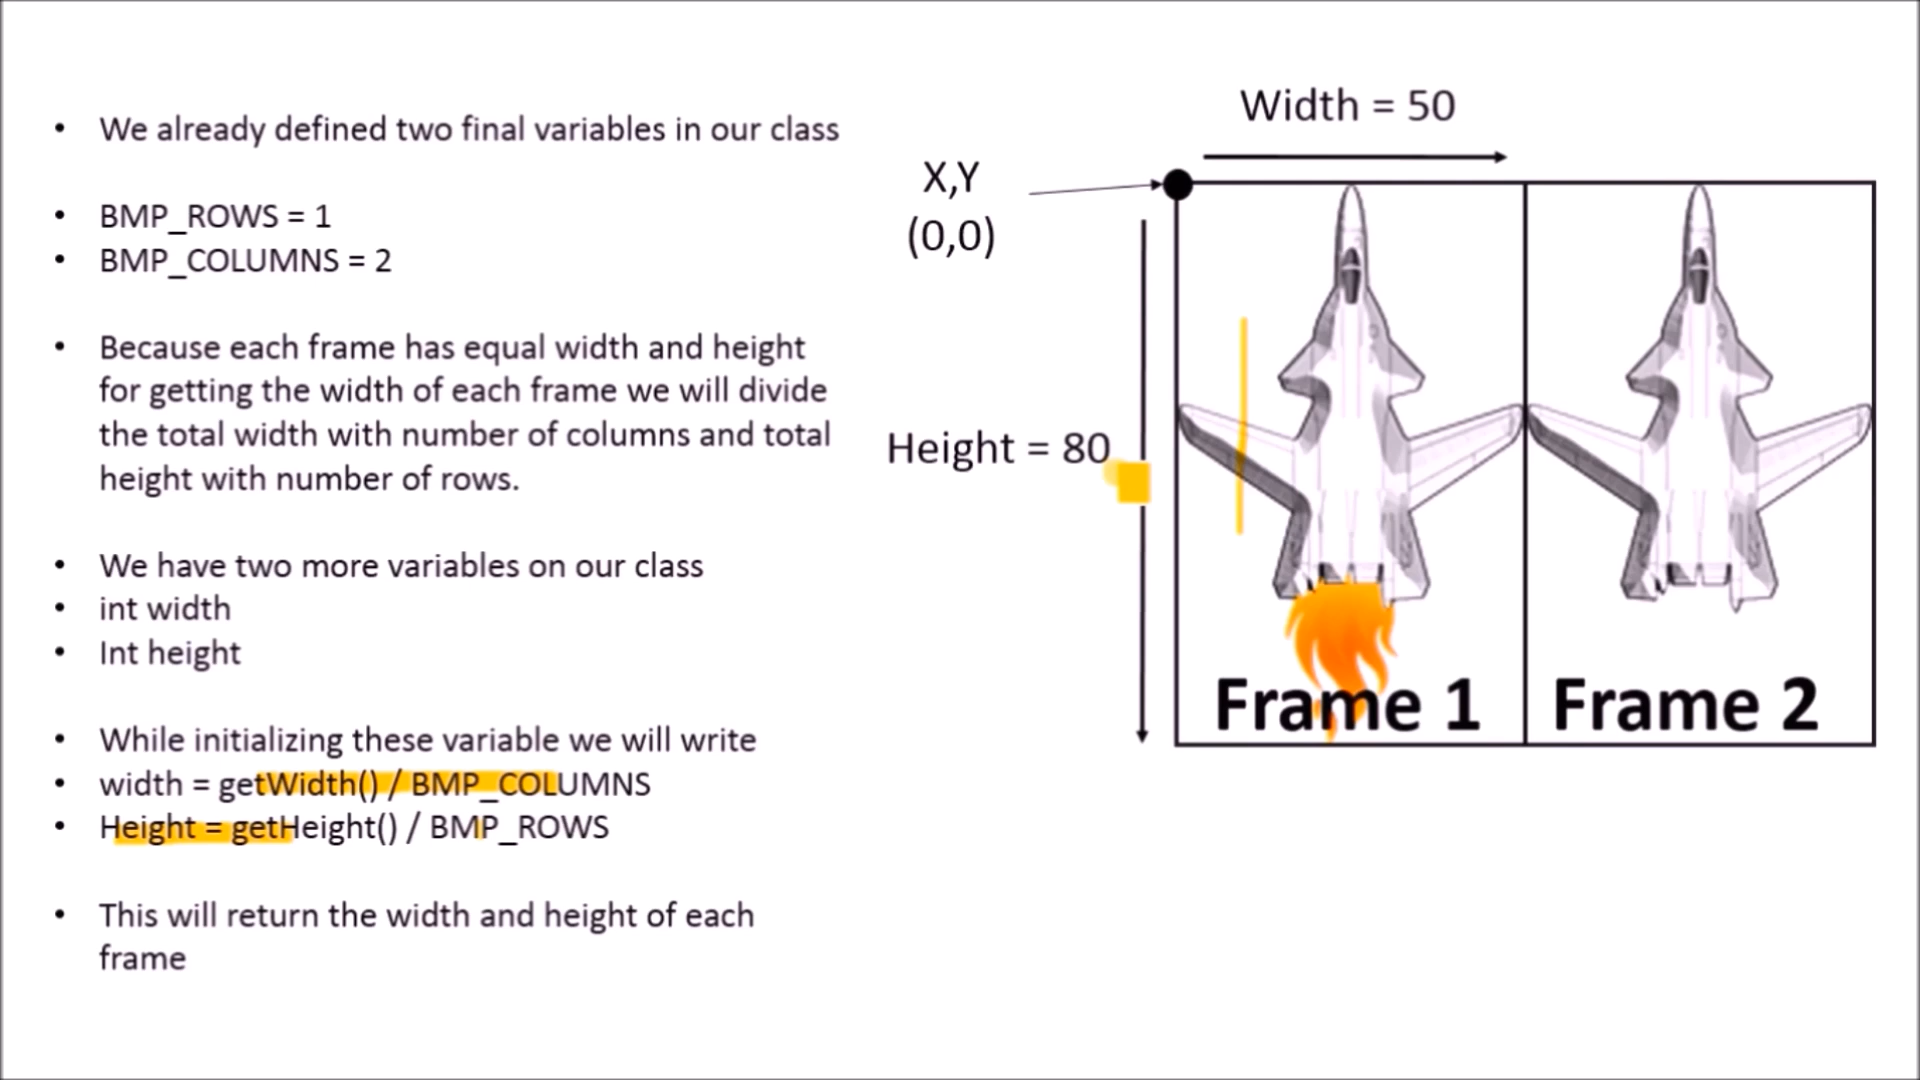 • We already defined two final variables in our class
• BMP_ROWS = 1
• BMP_COLUMNS = 2
• Because each frame has equal width and height
for getting the width of each frame we will divide
the total width with number of columns and total
height with number of rows.
• We have two more variables on our class
• int width
• Int height
• While initializing these variable we will write
• width = getWidth() / BMP_COLUMNS
• Height = getHeight() / BMP_ROWS
• This will return the width and height of each
frame
Width = 50
X,Y
(0,0)
Height = 80
Frame 1
Frame 2